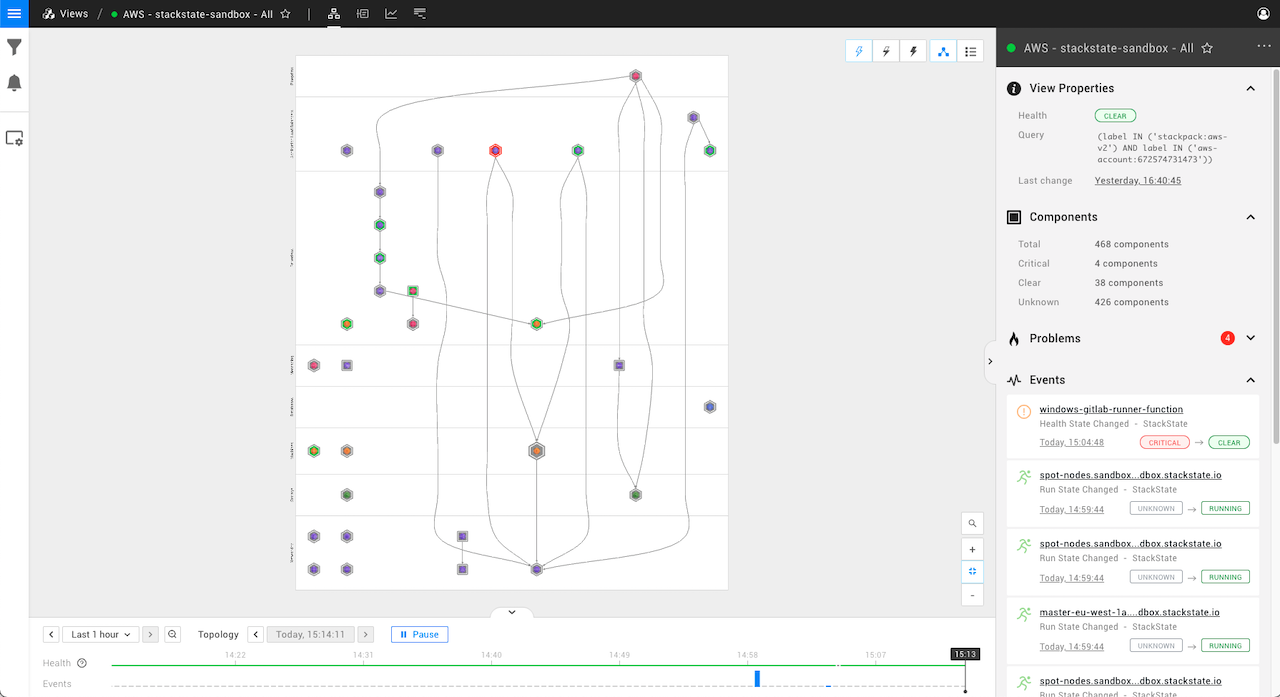 Views / AWS - stackstate-sandbox - All
AWS - stackstate-sandbox - All
View Properties
Health CLEAR
Query (label IN ('stackpack:aws-
v2') AND label IN ('aws-
account:672574731473'))
Last change Yesterday, 16:40:45
Components
Total 468 components
Critical 4 components
Clear 38 components
Unknown 426 components
Problems 4
Events
windows-gitlab-runner-function
Health State Changed - StackState
Today, 15:04:48 CRITICAL → CLEAR
spot-nodes.sandbox...dbox.stackstate.io
Run State Changed - StackState
Today, 14:59:44 UNKNOWN → RUNNING
spot-nodes.sandbox...dbox.stackstate.io
Run State Changed - StackState
Today, 14:59:44 UNKNOWN → RUNNING
master-eu-west-1a....dbox.stackstate.io
Run State Changed - StackState
Today, 14:59:44 UNKNOWN → RUNNING
spot-nodes.sandbox...dbox.stackstate.io
Run State Changed - StackState
+
-
Last 1 hour Topology Today, 15:14:11 Pause
14:22 14:31 14:40 14:49 14:58 15:07 15:13
Health
Events